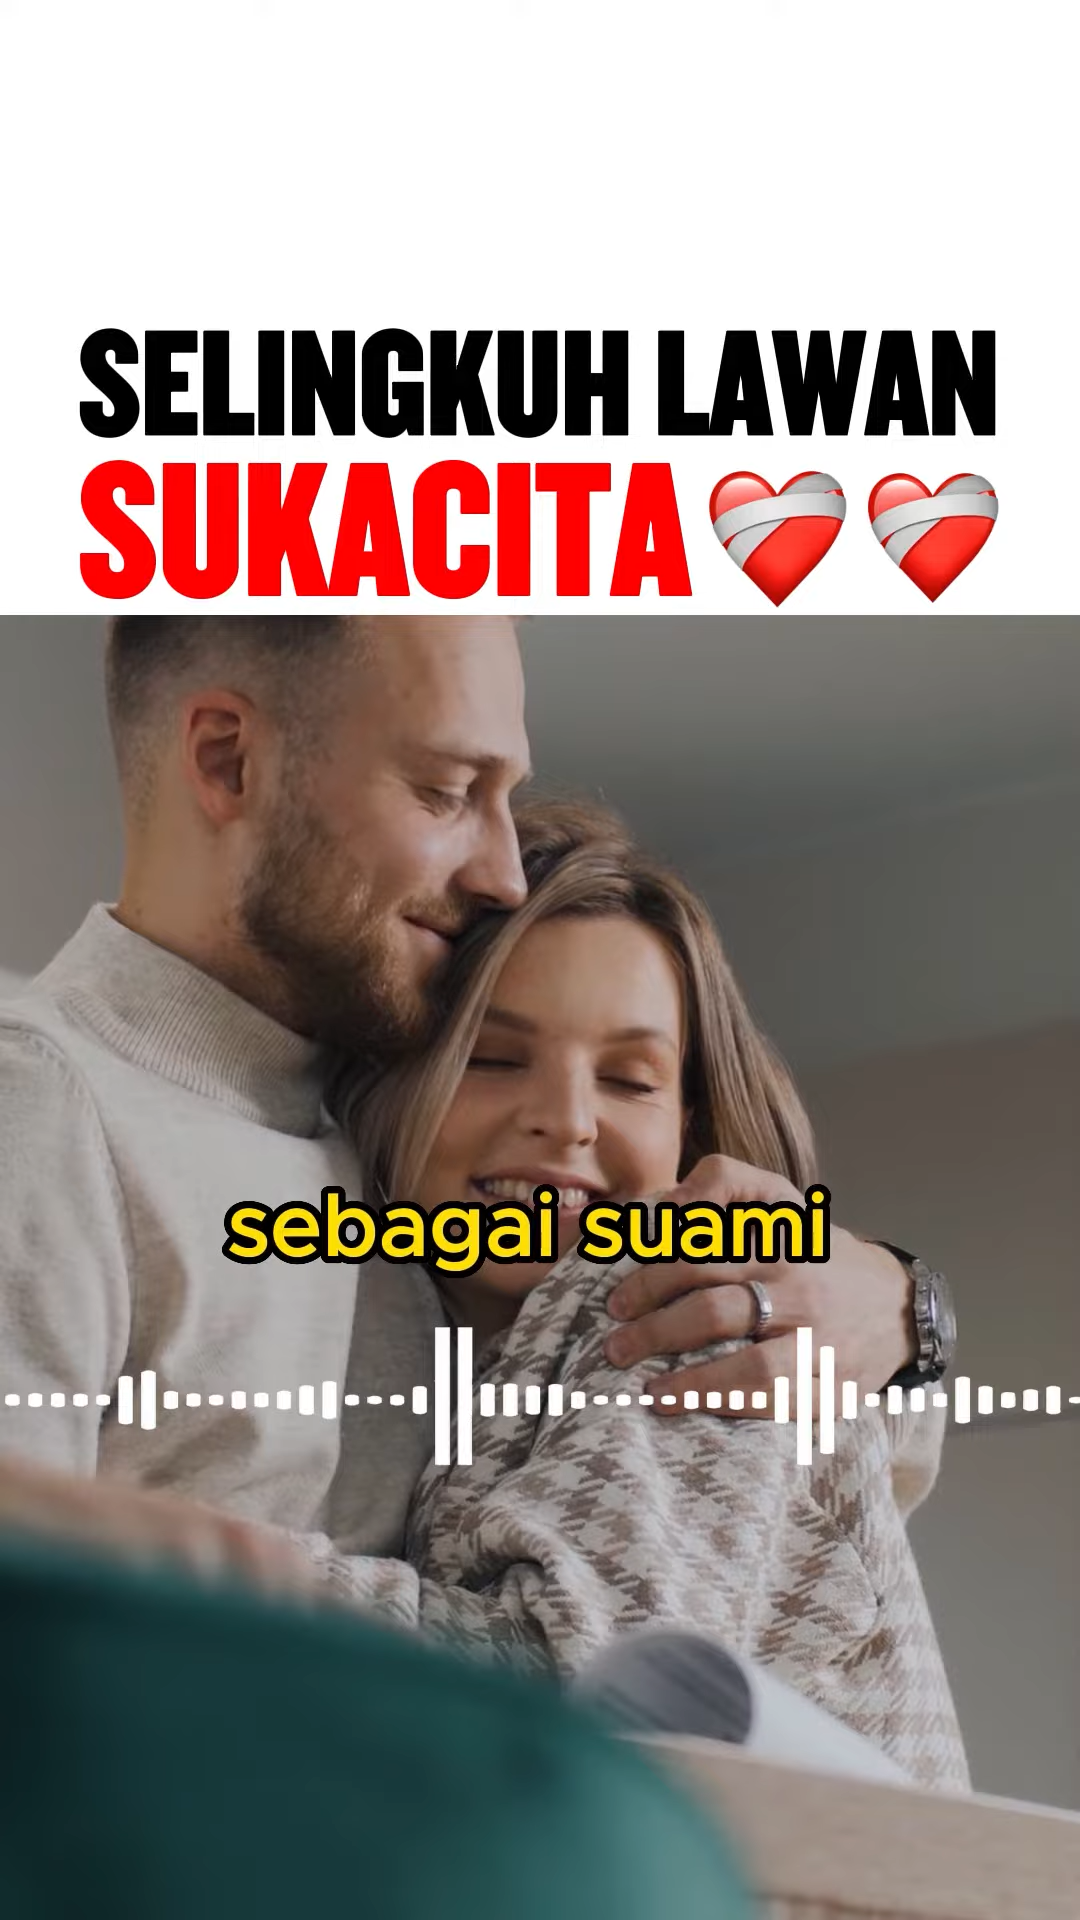 SELINGKUH LAWAN
SUKACITA❤️‍🩹❤️‍🩹
sebagai suami